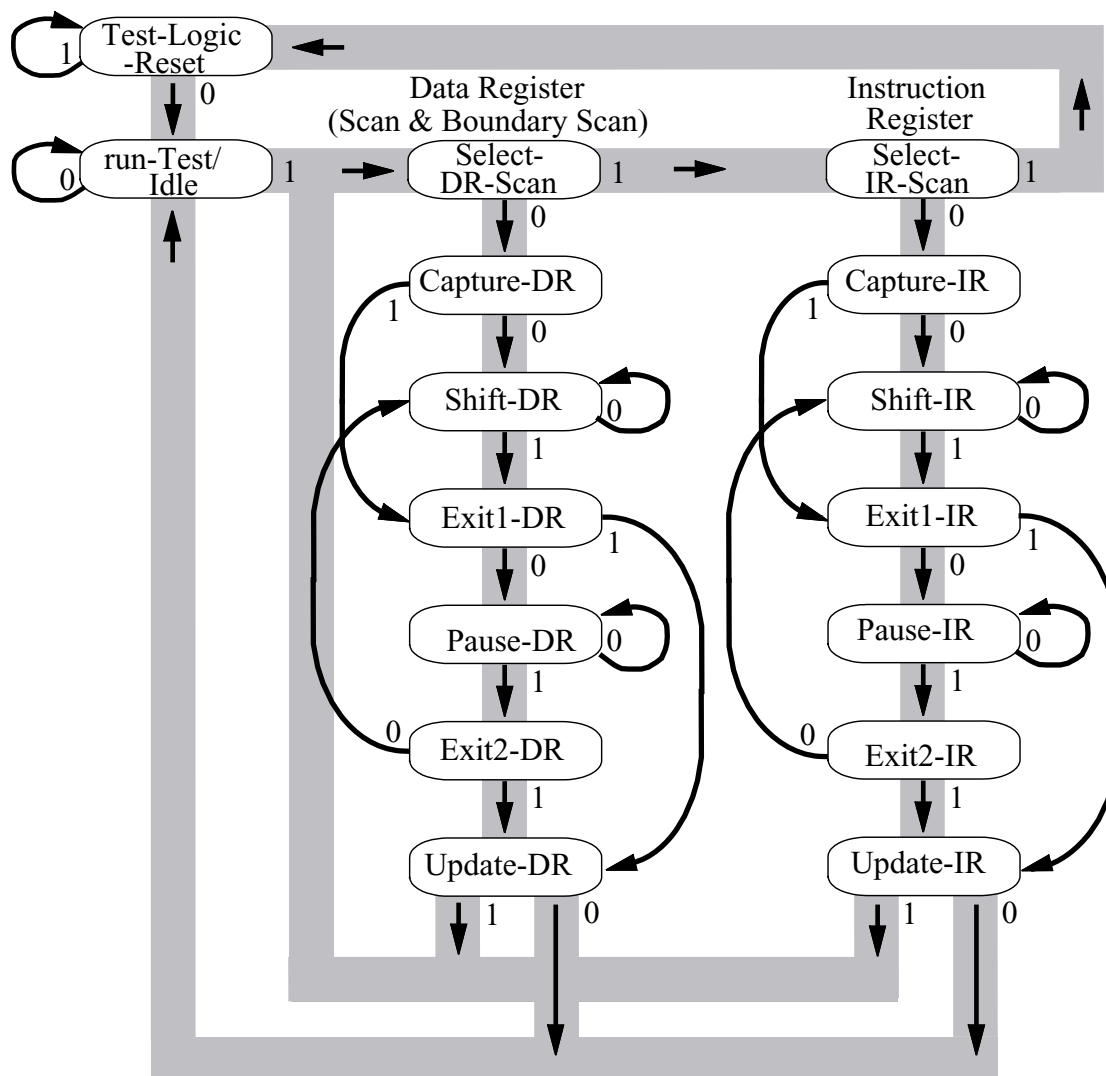 Test-Logic
-Reset
1
0
Data Register
(Scan & Boundary Scan)
Instruction
Register
run-Test/
Idle
0
1
Select-
DR-Scan
1
0
Select-
IR-Scan
1
0
Capture-DR
1
0
Capture-IR
1
0
Shift-DR
0
1
Shift-IR
0
1
Exit1-DR
1
0
Exit1-IR
1
0
Pause-DR
0
1
Pause-IR
0
1
Exit2-DR
0
1
Exit2-IR
0
1
Update-DR
1
0
Update-IR
1
0